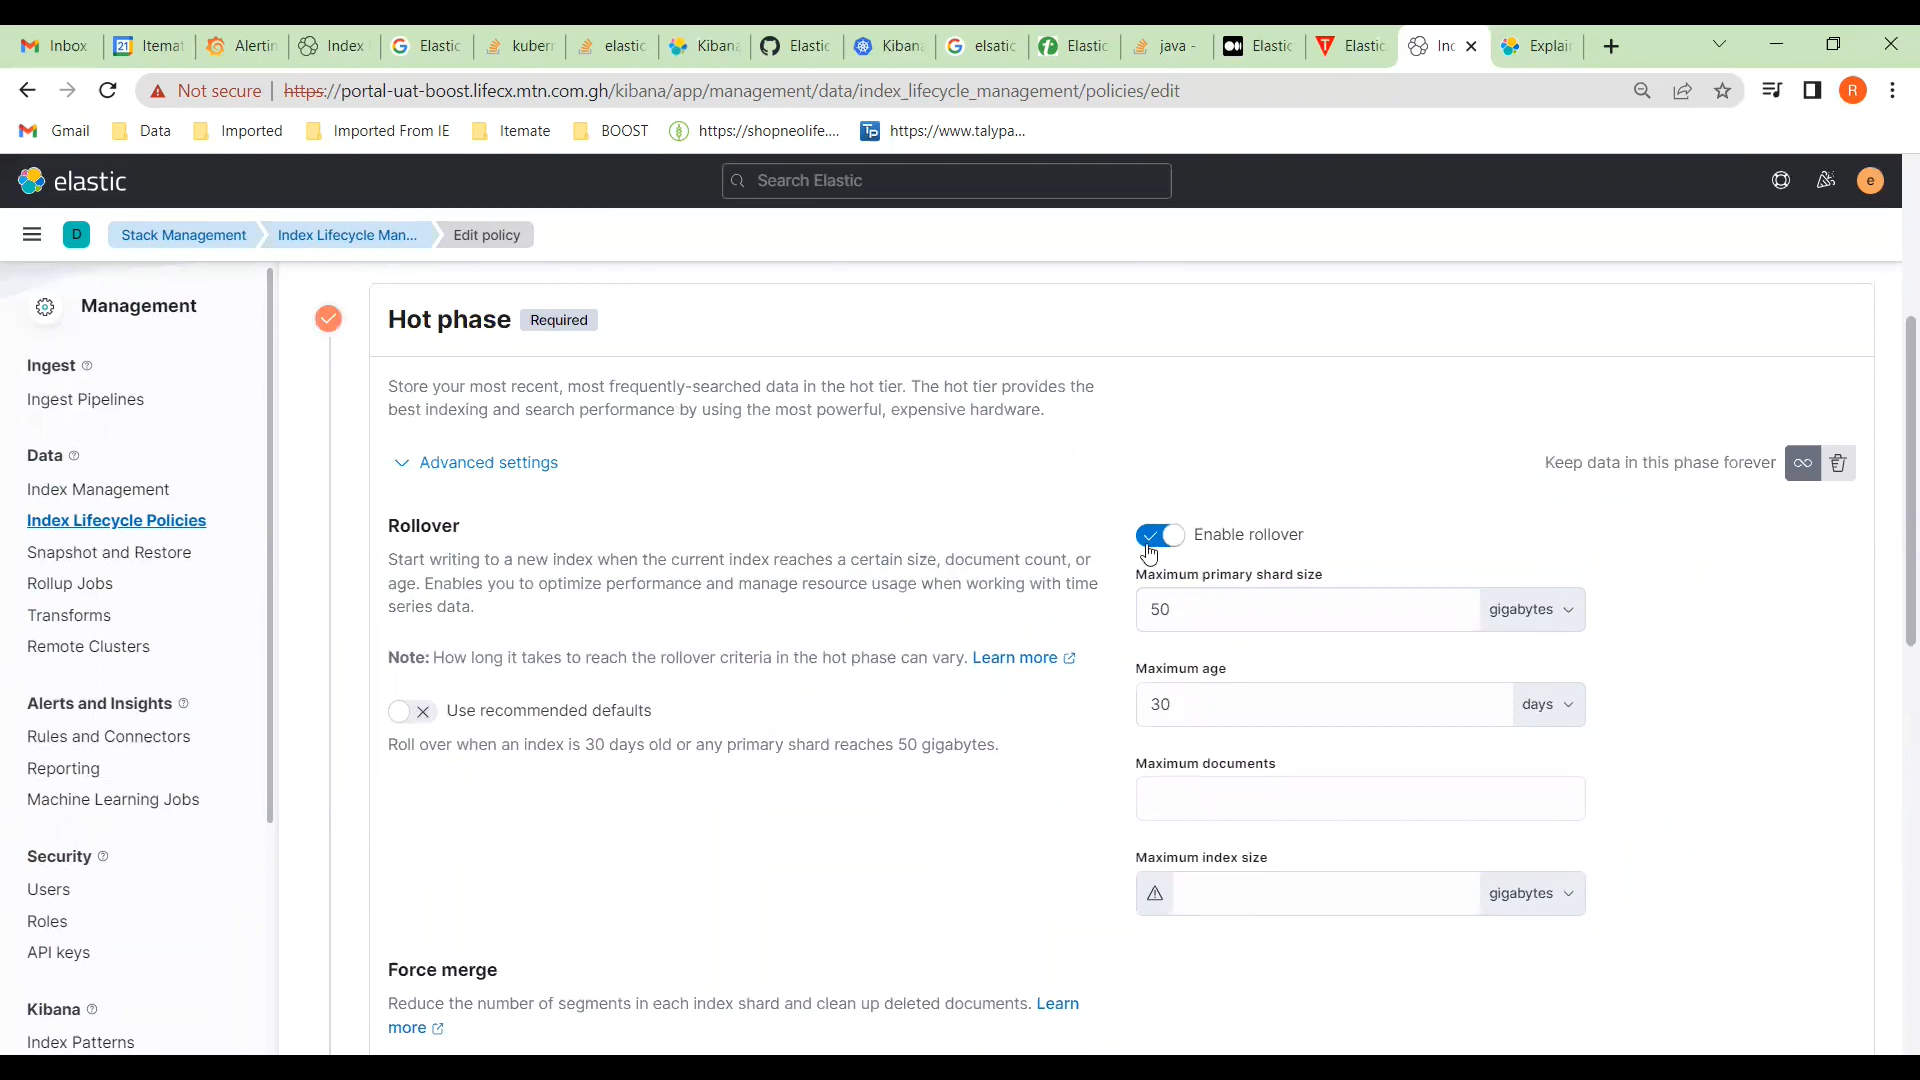 Inbox
Itemat
Alertin
Index
Elastic
kubern
elastic
Kibana
Elastic
Kibana
elsatic
Elastic
java -
Elastic
Elastic
Inc
Explain
Not secure
https://portal-uat-boost.lifecx.mtn.com.gh/kibana/app/management/data/index_lifecycle_management/policies/edit
R
Gmail
Data
Imported
Imported From IE
Itemate
BOOST
https://shopneolife....
https://www.talypa...
elastic
Search Elastic
e
D
Stack Management
Index Lifecycle Man...
Edit policy
Management
Ingest
Ingest Pipelines
Data
Index Management
Index Lifecycle Policies
Snapshot and Restore
Rollup Jobs
Transforms
Remote Clusters
Alerts and Insights
Rules and Connectors
Reporting
Machine Learning Jobs
Security
Users
Roles
API keys
Kibana
Index Patterns
Hot phase Required
Store your most recent, most frequently-searched data in the hot tier. The hot tier provides the
best indexing and search performance by using the most powerful, expensive hardware.
Advanced settings
Keep data in this phase forever
Rollover
Start writing to a new index when the current index reaches a certain size, document count, or
age. Enables you to optimize performance and manage resource usage when working with time
series data.
Note: How long it takes to reach the rollover criteria in the hot phase can vary. Learn more
Use recommended defaults
Roll over when an index is 30 days old or any primary shard reaches 50 gigabytes.
Enable rollover
Maximum primary shard size
50 gigabytes
Maximum age
30 days
Maximum documents
Maximum index size
gigabytes
Force merge
Reduce the number of segments in each index shard and clean up deleted documents. Learn
more